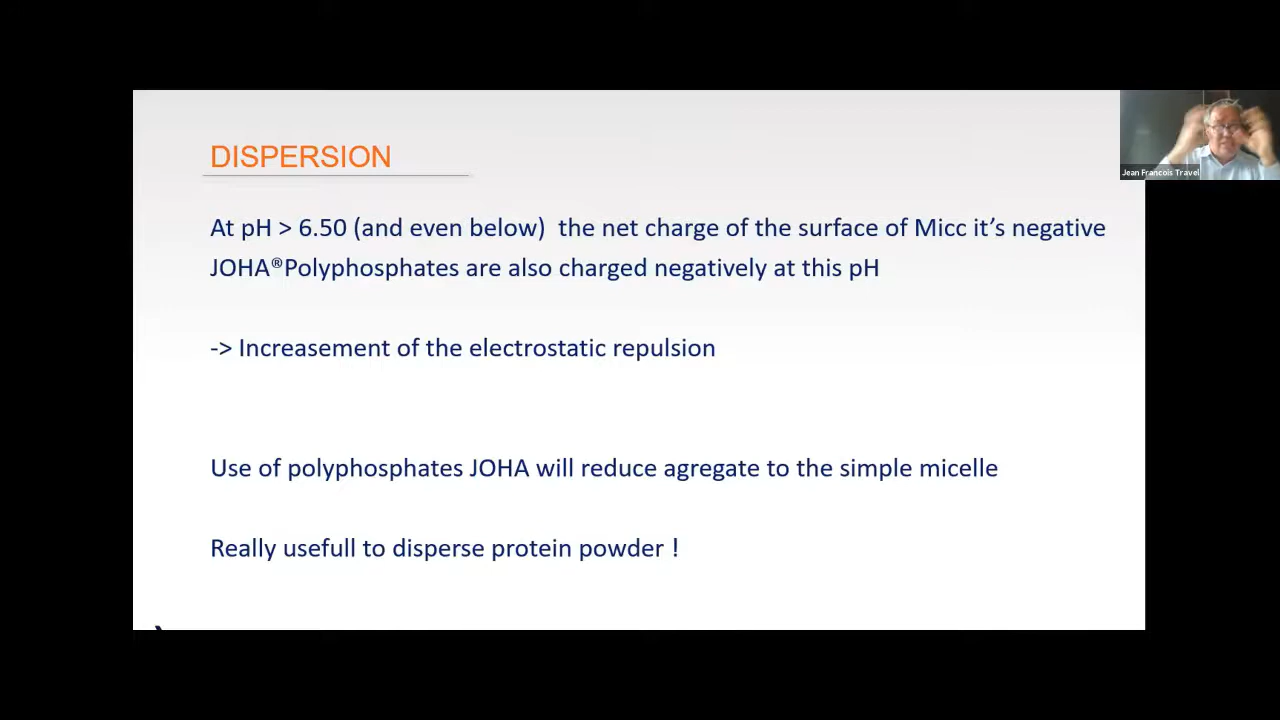 DISPERSION
At pH > 6.50 (and even below)  the net charge of the surface of Micc it’s negative
JOHA®Polyphosphates are also charged negatively at this pH
-> Increasement of the electrostatic repulsion
Use of polyphosphates JOHA will reduce agregate to the simple micelle
Really usefull to disperse protein powder !
Jean Francois Travel